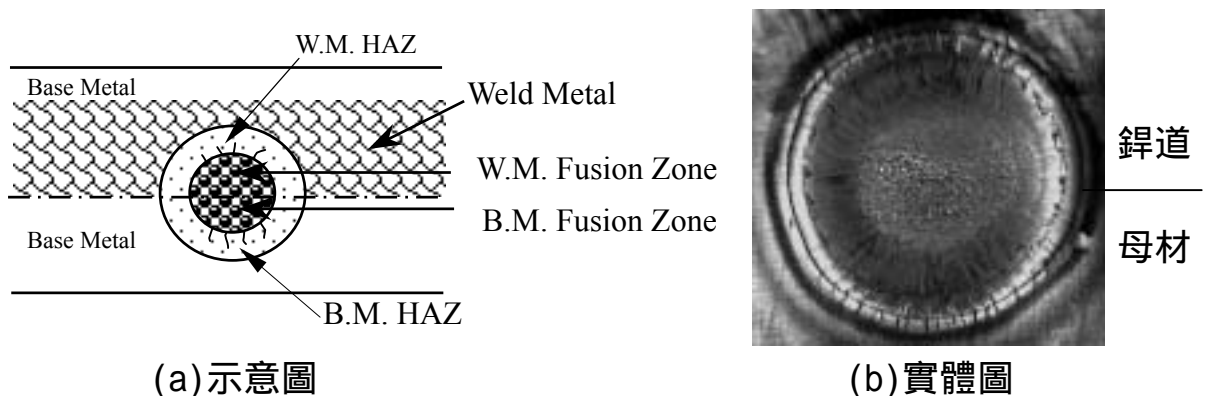 W.M. HAZ
Base Metal
Weld Metal
W.M. Fusion Zone
B.M. Fusion Zone
Base Metal
B.M. HAZ
(a)示意圖
銲道
母材
(b)實體圖